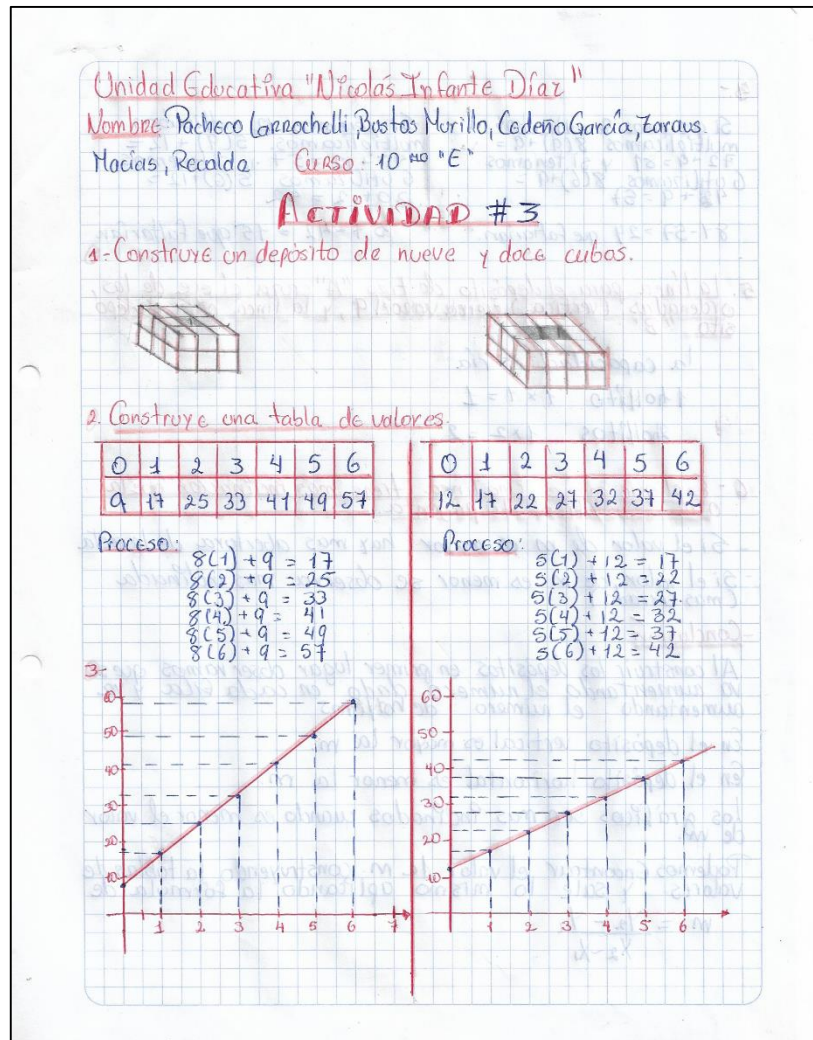 Unidad Educativa "Nicolás Infante Díaz"
Nombre: Pacheco Bustos Murillo, Cedeño García,
Macías, Recalde Curso: 10 mo "E"
ACTIVIDAD #3
1- Construye un depósito de nueve y doce cubos.
2. Construye una tabla de valores.
0 1 2 3 4 5 6
9 17 25 33 41 49 57
Proceso:
8(1) + 9 = 17
8(2) + 9 = 25
8(3) + 9 = 33
8(4) + 9 = 41
8(5) + 9 = 49
8(6) + 9 = 57
0 1 2 3 4 5 6
12 17 22 27 32 37 42
Proceso:
5(1) + 12 = 17
5(2) + 12 = 22
5(3) + 12 = 27
5(4) + 12 = 32
5(5) + 12 = 37
5(6) + 12 = 42
3-
60
50
40
30
20
10
1 2 3 4 5 6 7
60
50
40
30
20
10
1 2 3 4 5 6